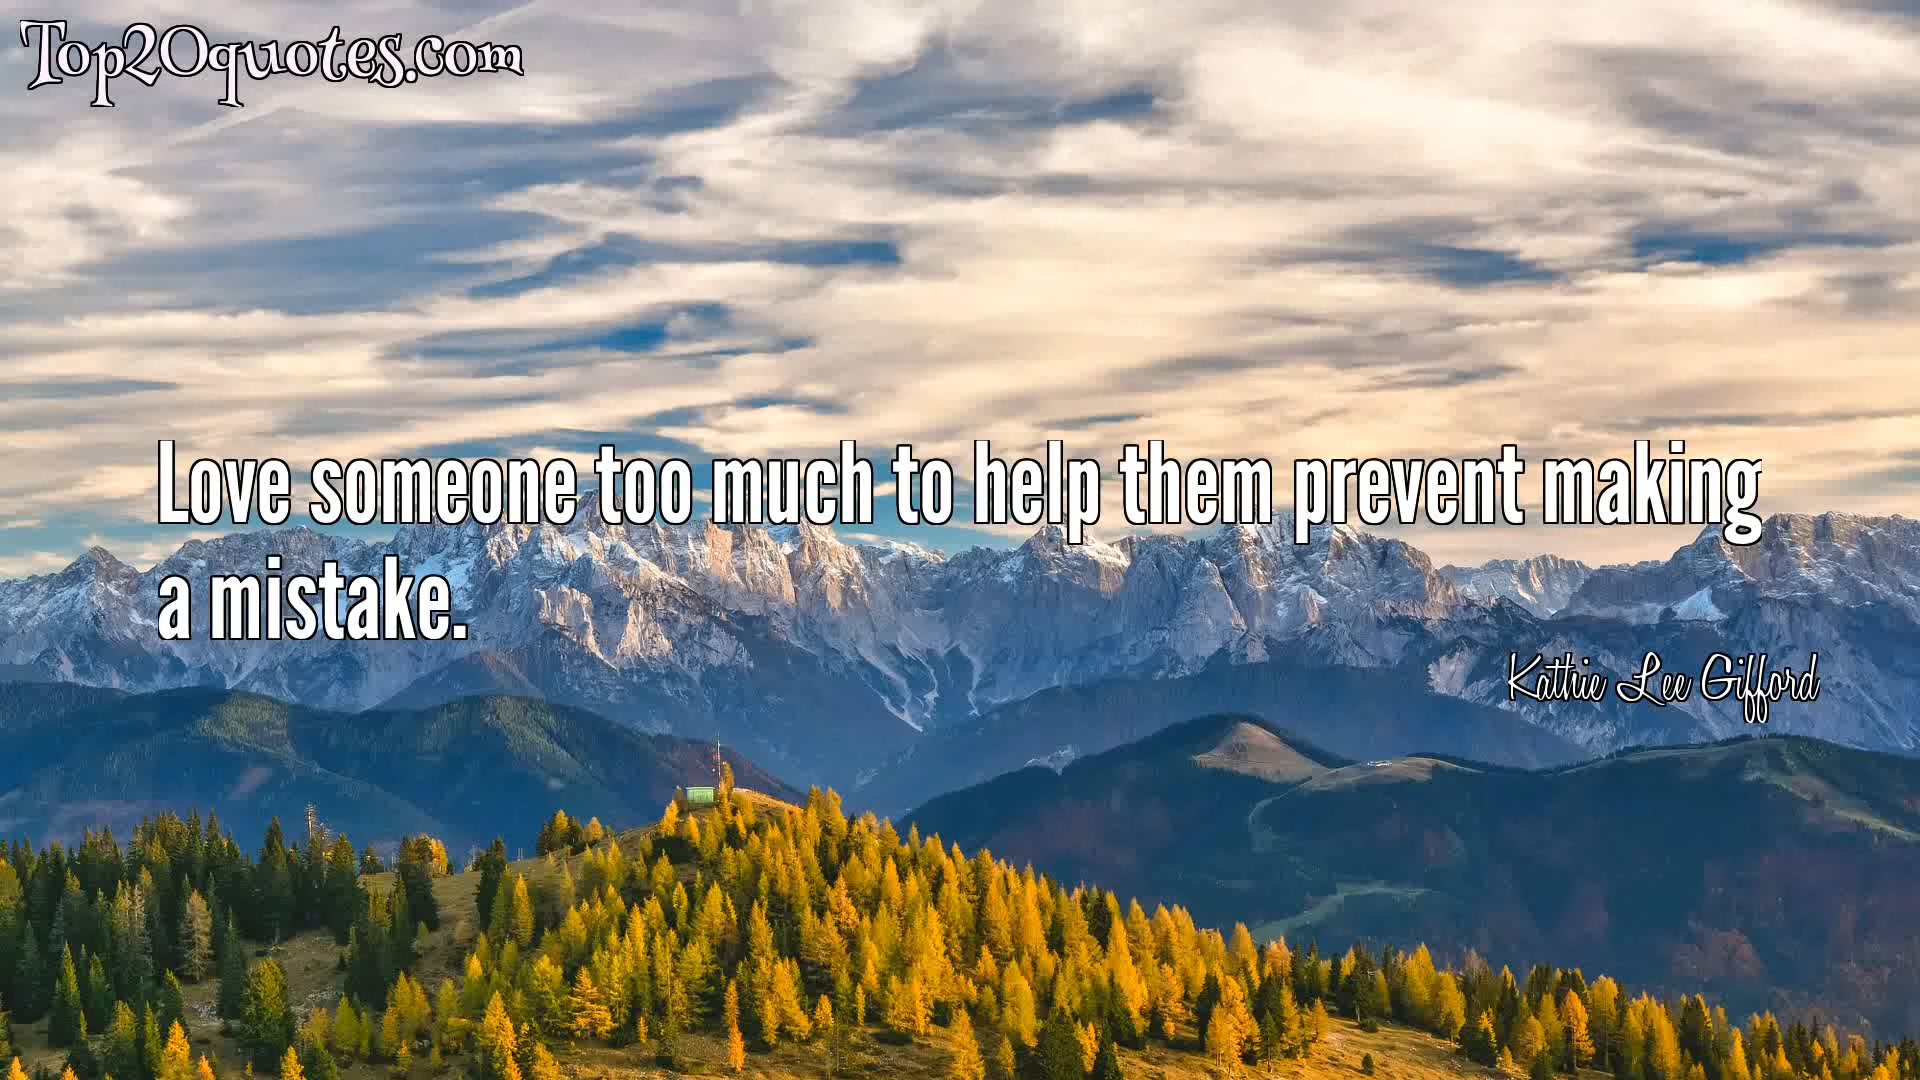 Top20quotes.com
Love someone too much to help them prevent making
a mistake.
Kathie Lee Gifford